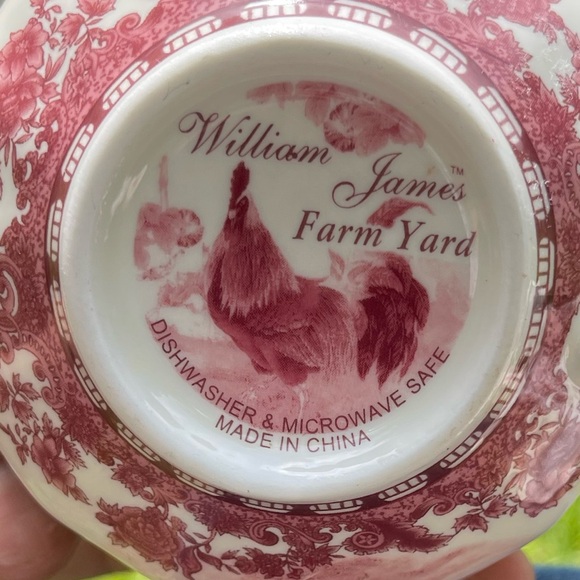 William
James™
Farm Yard
DISHWASHER & MICROWAVE SAFE
MADE IN CHINA